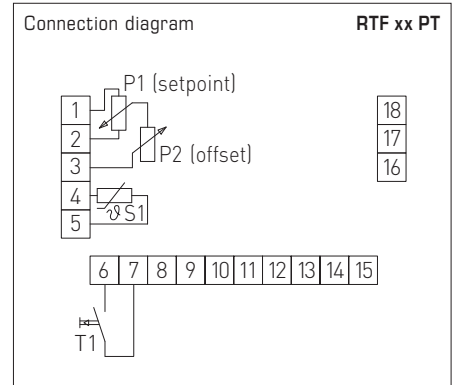 Connection diagram RTF xx PT
P1 (setpoint)
1 18
2 17
P2 (offset)
3 16
4
ϑ S1
5
6 7 8 9 10 11 12 13 14 15
T1